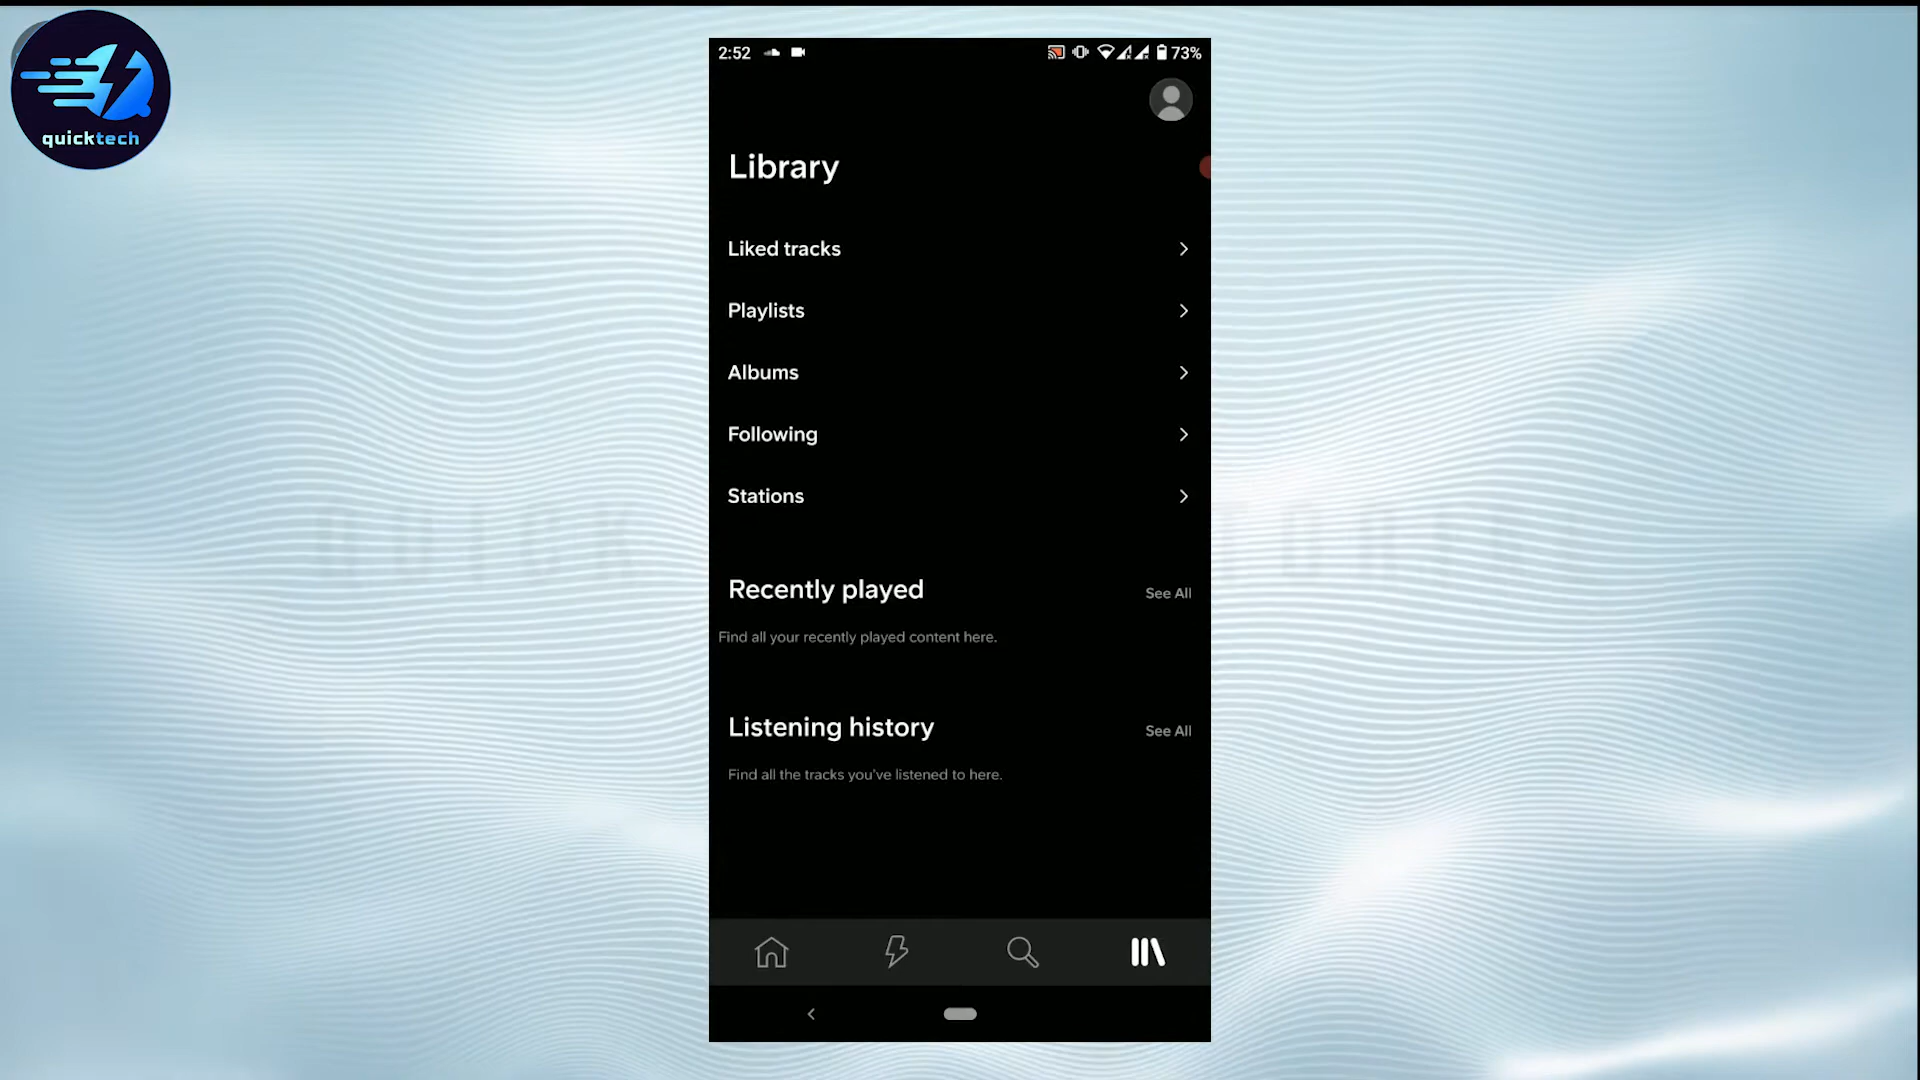 quicktech
2:52
73%
Library
Liked tracks
Playlists
Albums
Following
Stations
Recently played
See All
Find all your recently played content here.
Listening history
See All
Find all the tracks you've listened to here.